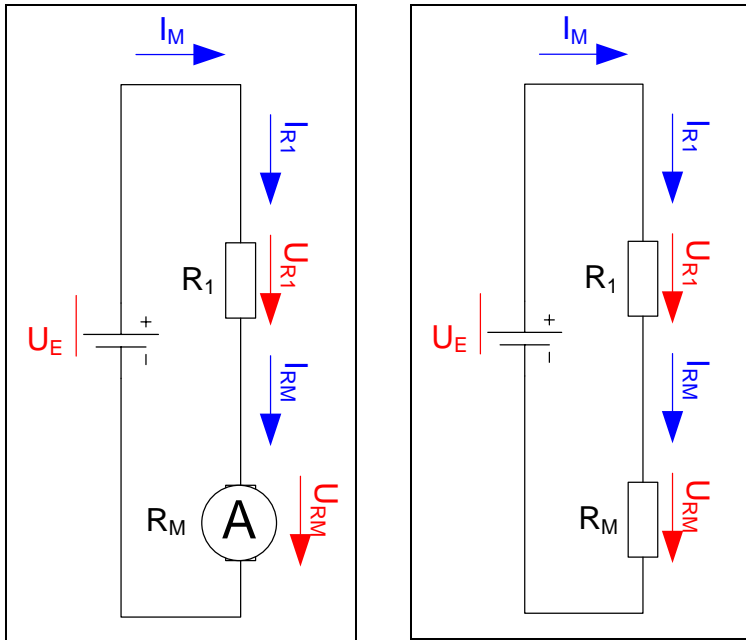 I_M
I_R1
R_1
U_R1
+
U_E
-
I_RM
R_M
A
U_RM
I_M
I_R1
R_1
U_R1
+
U_E
-
I_RM
R_M
U_RM